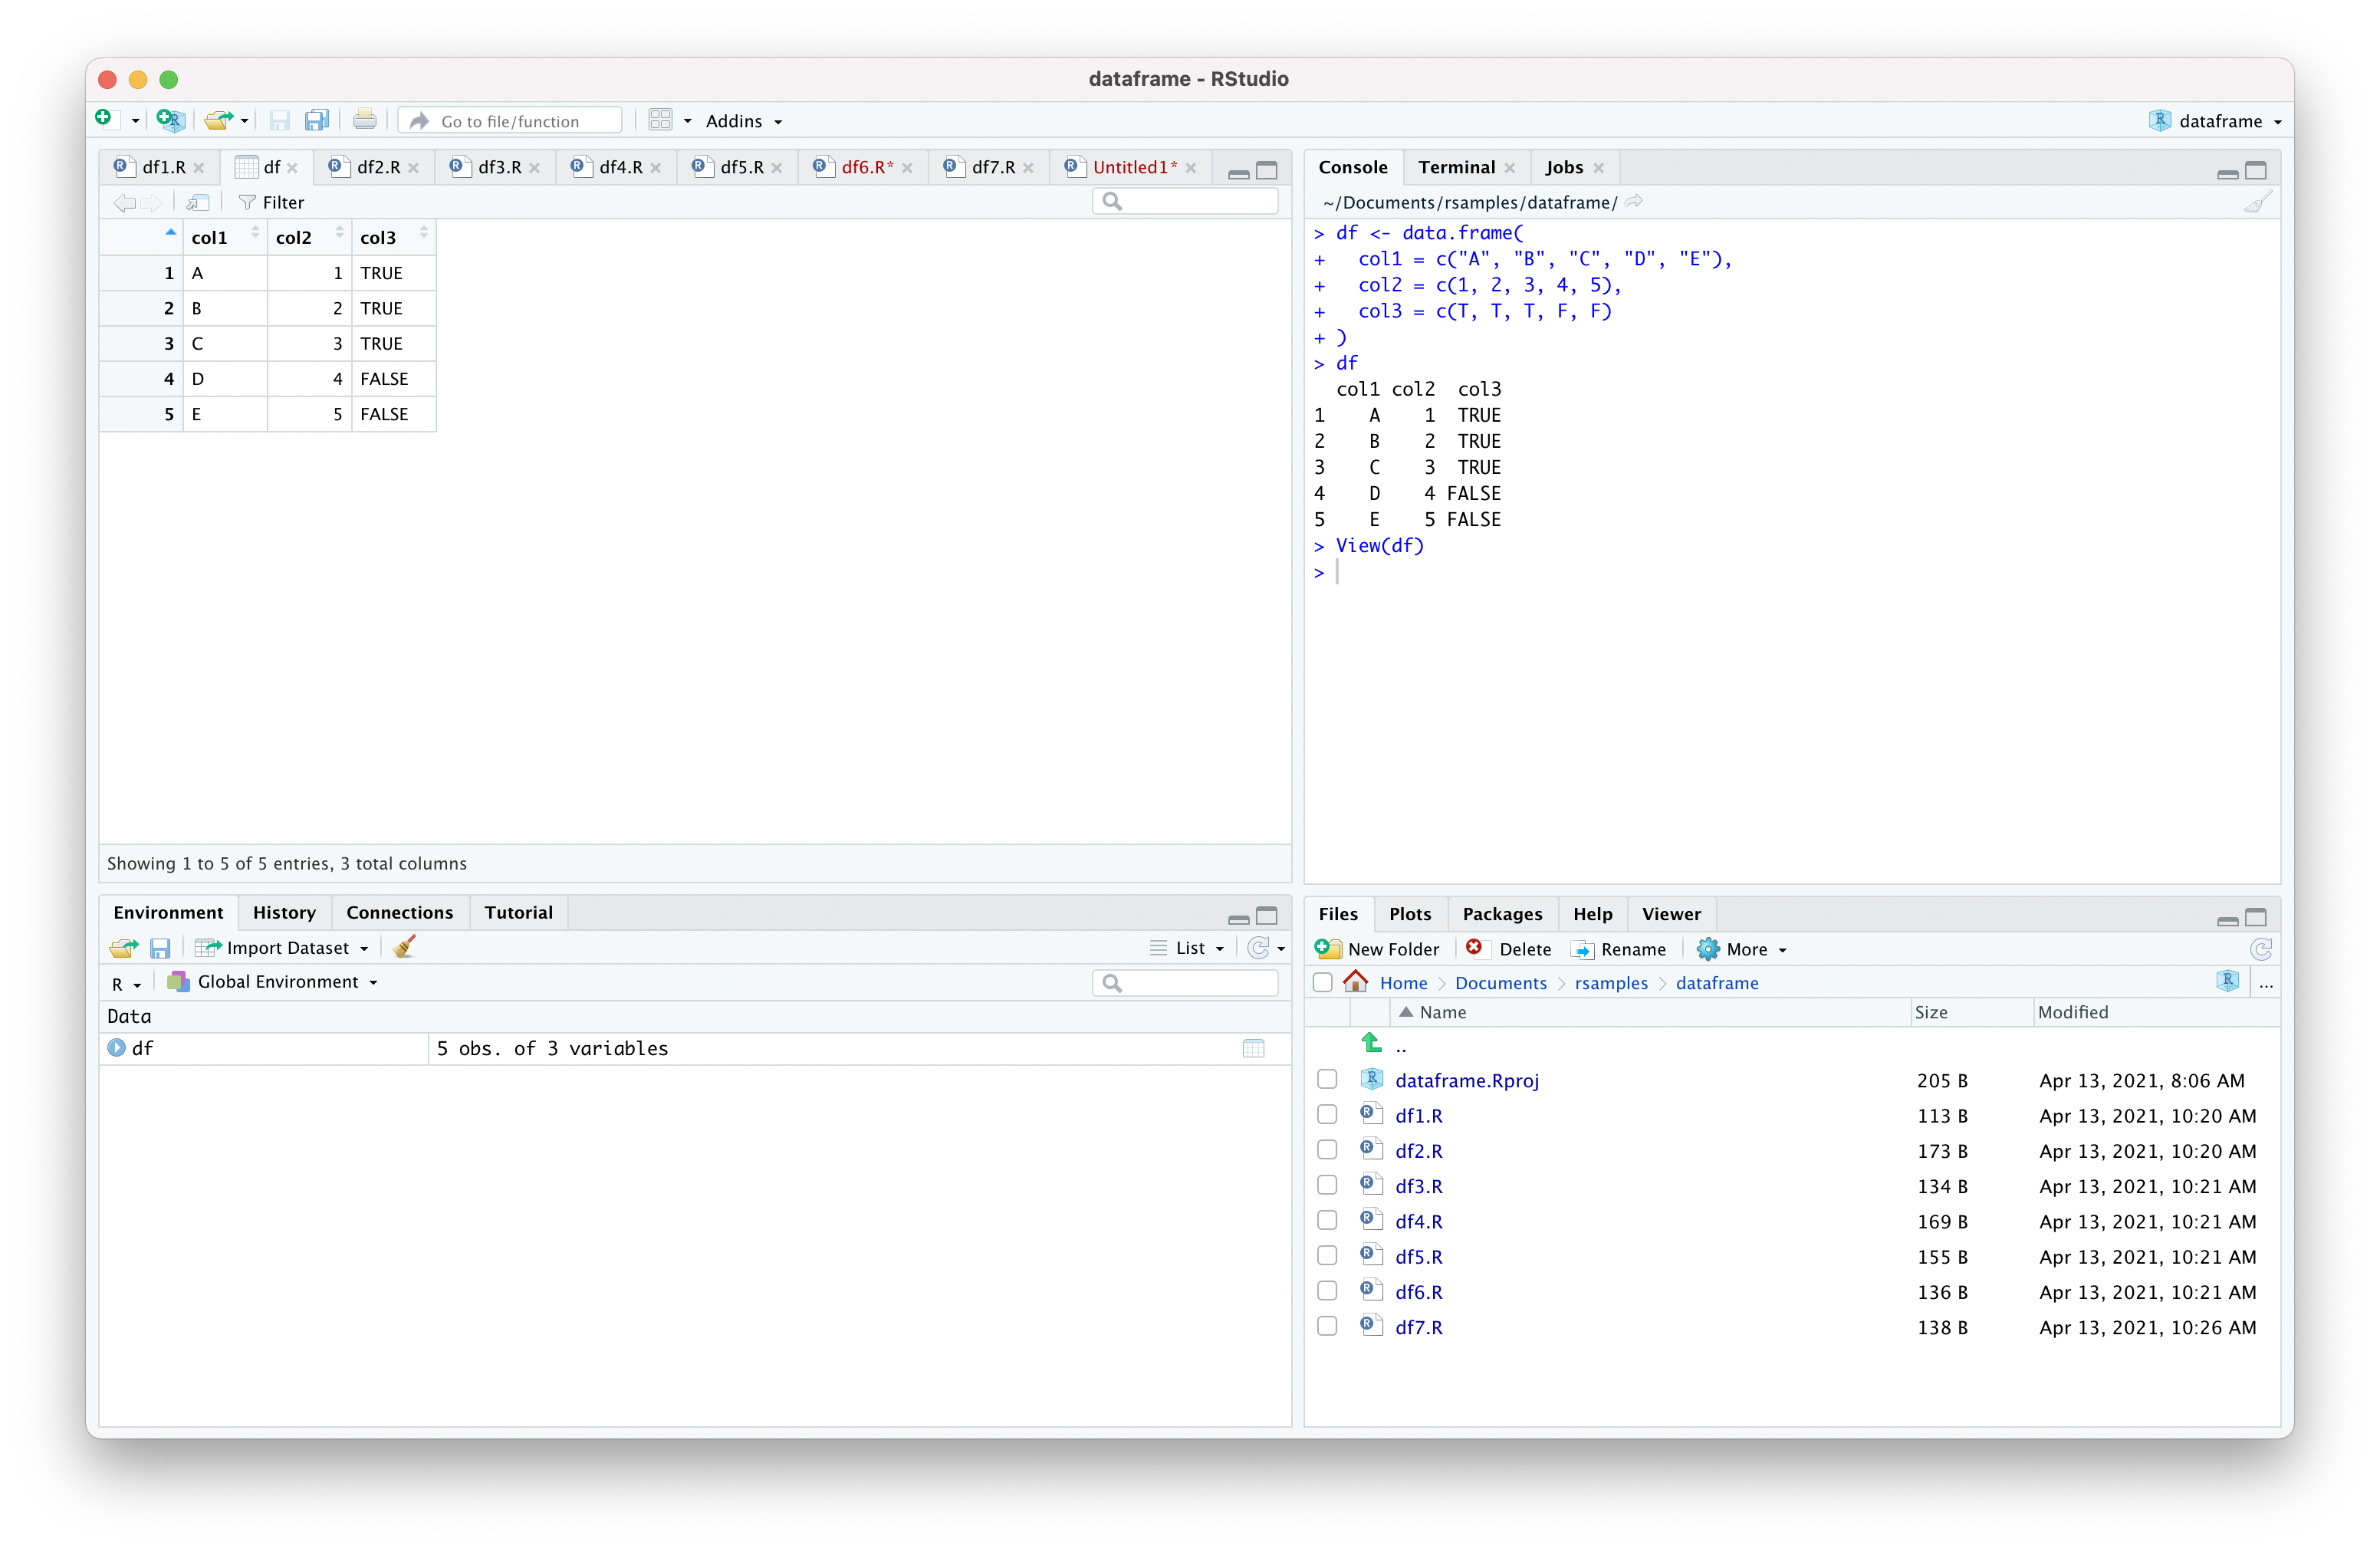 dataframe - RStudio
Go to file/function Addins dataframe
df1.R df df2.R df3.R df4.R df5.R df6.R* df7.R Untitled1*
Filter
col1 col2 col3
1 A 1 TRUE
2 B 2 TRUE
3 C 3 TRUE
4 D 4 FALSE
5 E 5 FALSE
Showing 1 to 5 of 5 entries, 3 total columns
Console Terminal Jobs
~/Documents/rsamples/dataframe/
> df <- data.frame(
+   col1 = c("A", "B", "C", "D", "E"),
+   col2 = c(1, 2, 3, 4, 5),
+   col3 = c(T, T, T, F, F)
+ )
> df
  col1 col2  col3
1    A    1  TRUE
2    B    2  TRUE
3    C    3  TRUE
4    D    4 FALSE
5    E    5 FALSE
> View(df)
>
Environment History Connections Tutorial
Import Dataset List
R Global Environment
Data
df 5 obs. of 3 variables
Files Plots Packages Help Viewer
New Folder Delete Rename More
Home Documents rsamples dataframe ...
Name Size Modified
..
dataframe.Rproj 205 B Apr 13, 2021, 8:06 AM
df1.R 113 B Apr 13, 2021, 10:20 AM
df2.R 173 B Apr 13, 2021, 10:20 AM
df3.R 134 B Apr 13, 2021, 10:21 AM
df4.R 169 B Apr 13, 2021, 10:21 AM
df5.R 155 B Apr 13, 2021, 10:21 AM
df6.R 136 B Apr 13, 2021, 10:21 AM
df7.R 138 B Apr 13, 2021, 10:26 AM